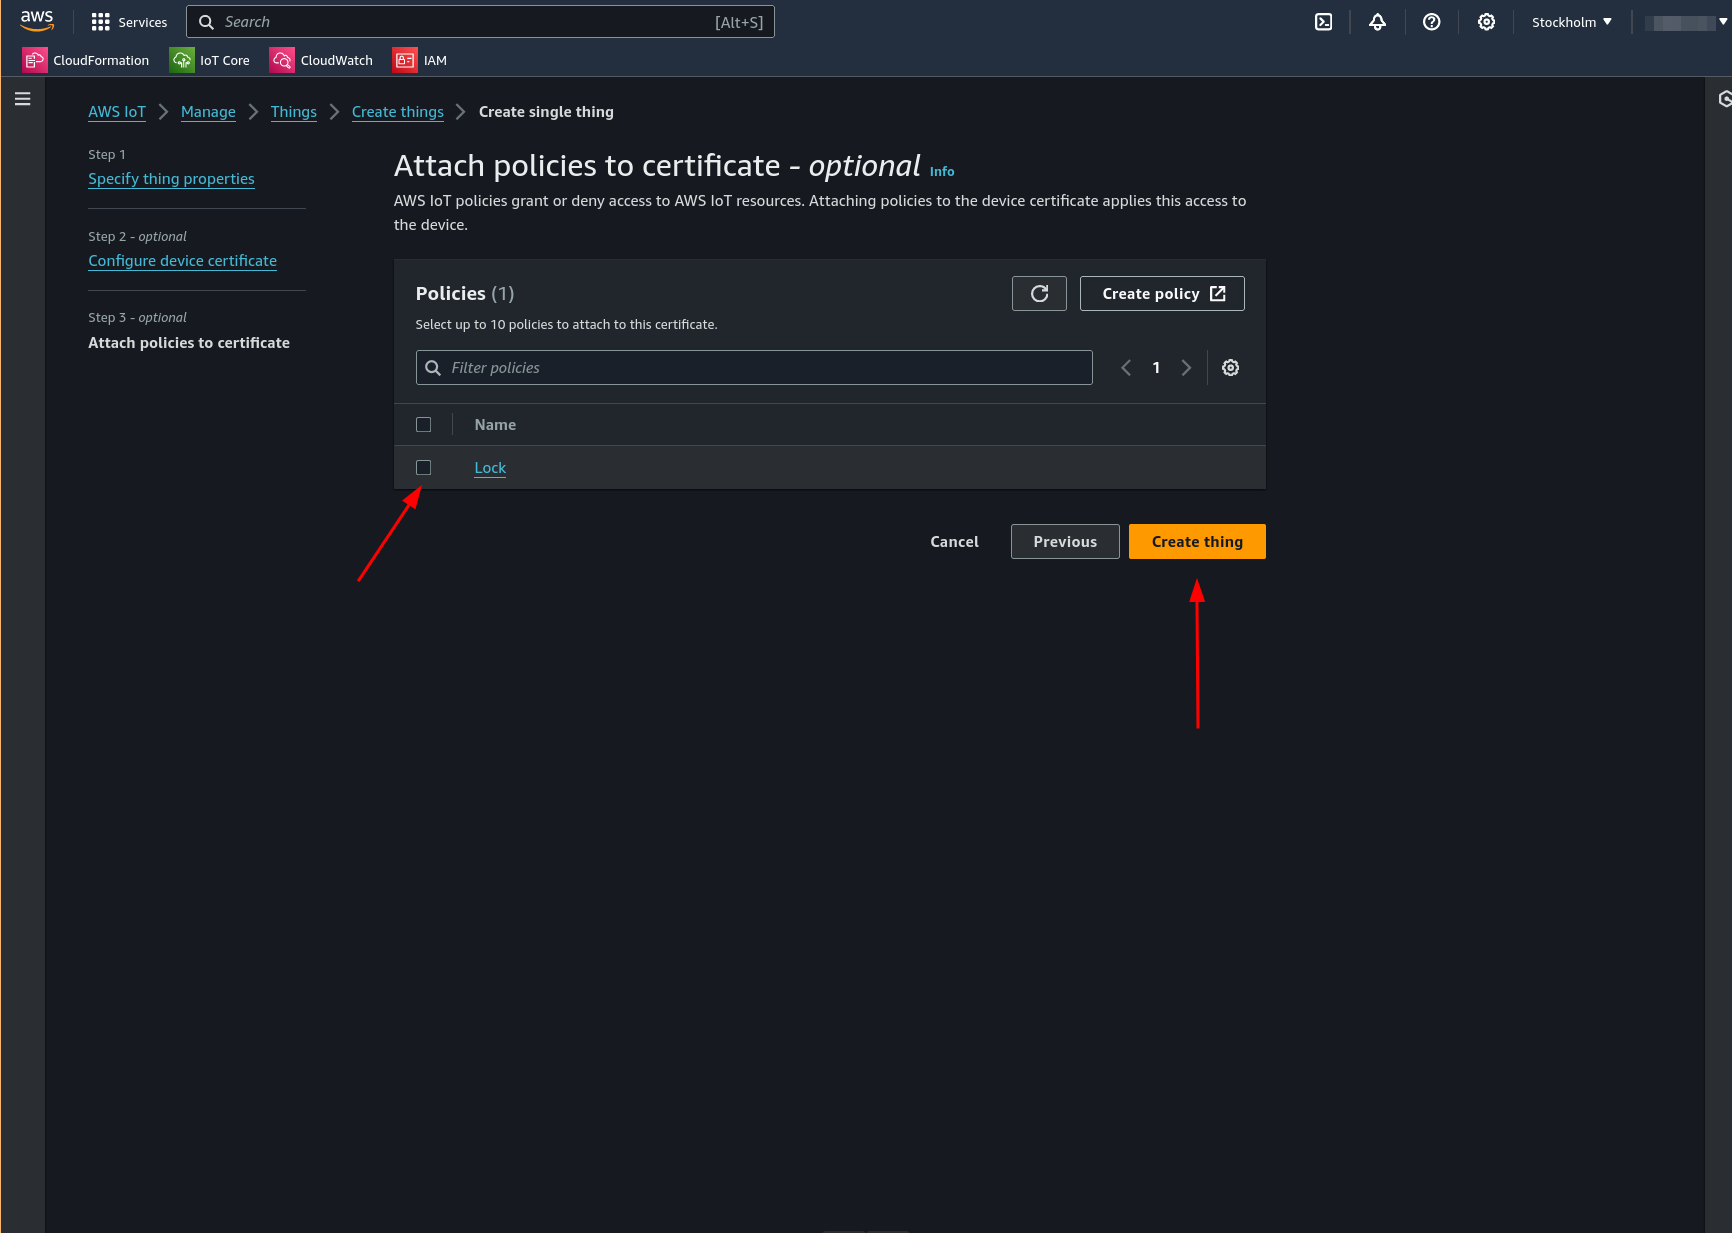 aws Services Search [Alt+S] Stockholm
CloudFormation IoT Core CloudWatch IAM
AWS IoT Manage Things Create things Create single thing
Step 1
Specify thing properties
Step 2 - optional
Configure device certificate
Step 3 - optional
Attach policies to certificate
Attach policies to certificate - optional Info
AWS IoT policies grant or deny access to AWS IoT resources. Attaching policies to the device certificate applies this access to
the device.
Policies (1)
Create policy
Select up to 10 policies to attach to this certificate.
Filter policies
1
Name
Lock
Cancel Previous Create thing